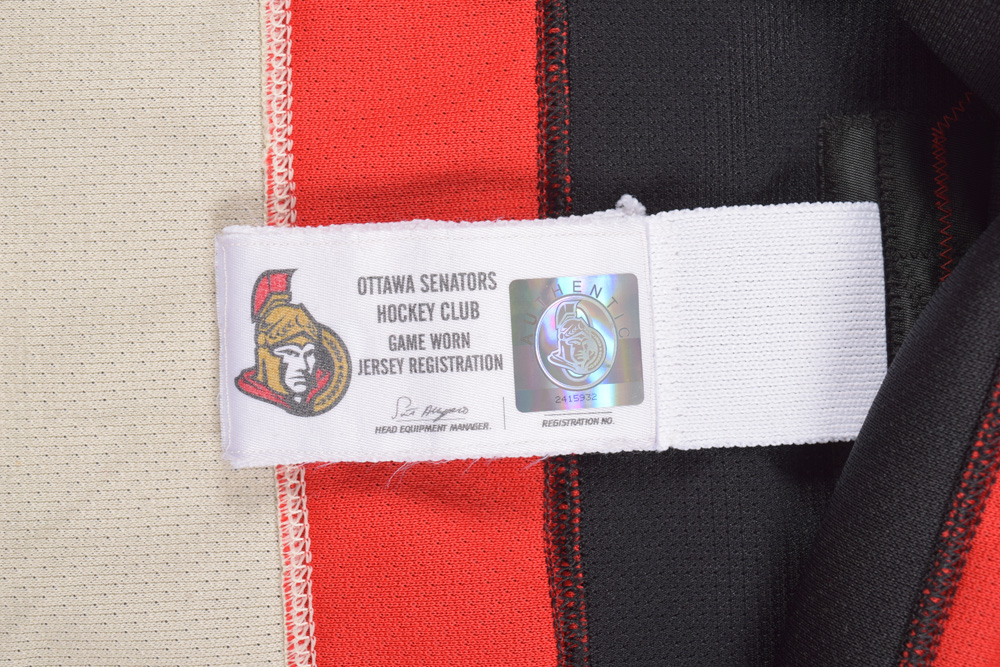 OTTAWA SENATORS
HOCKEY CLUB
GAME WORN
JERSEY REGISTRATION
HEAD EQUIPMENT MANAGER.
AUTHENTIC
2415932
REGISTRATION NO.